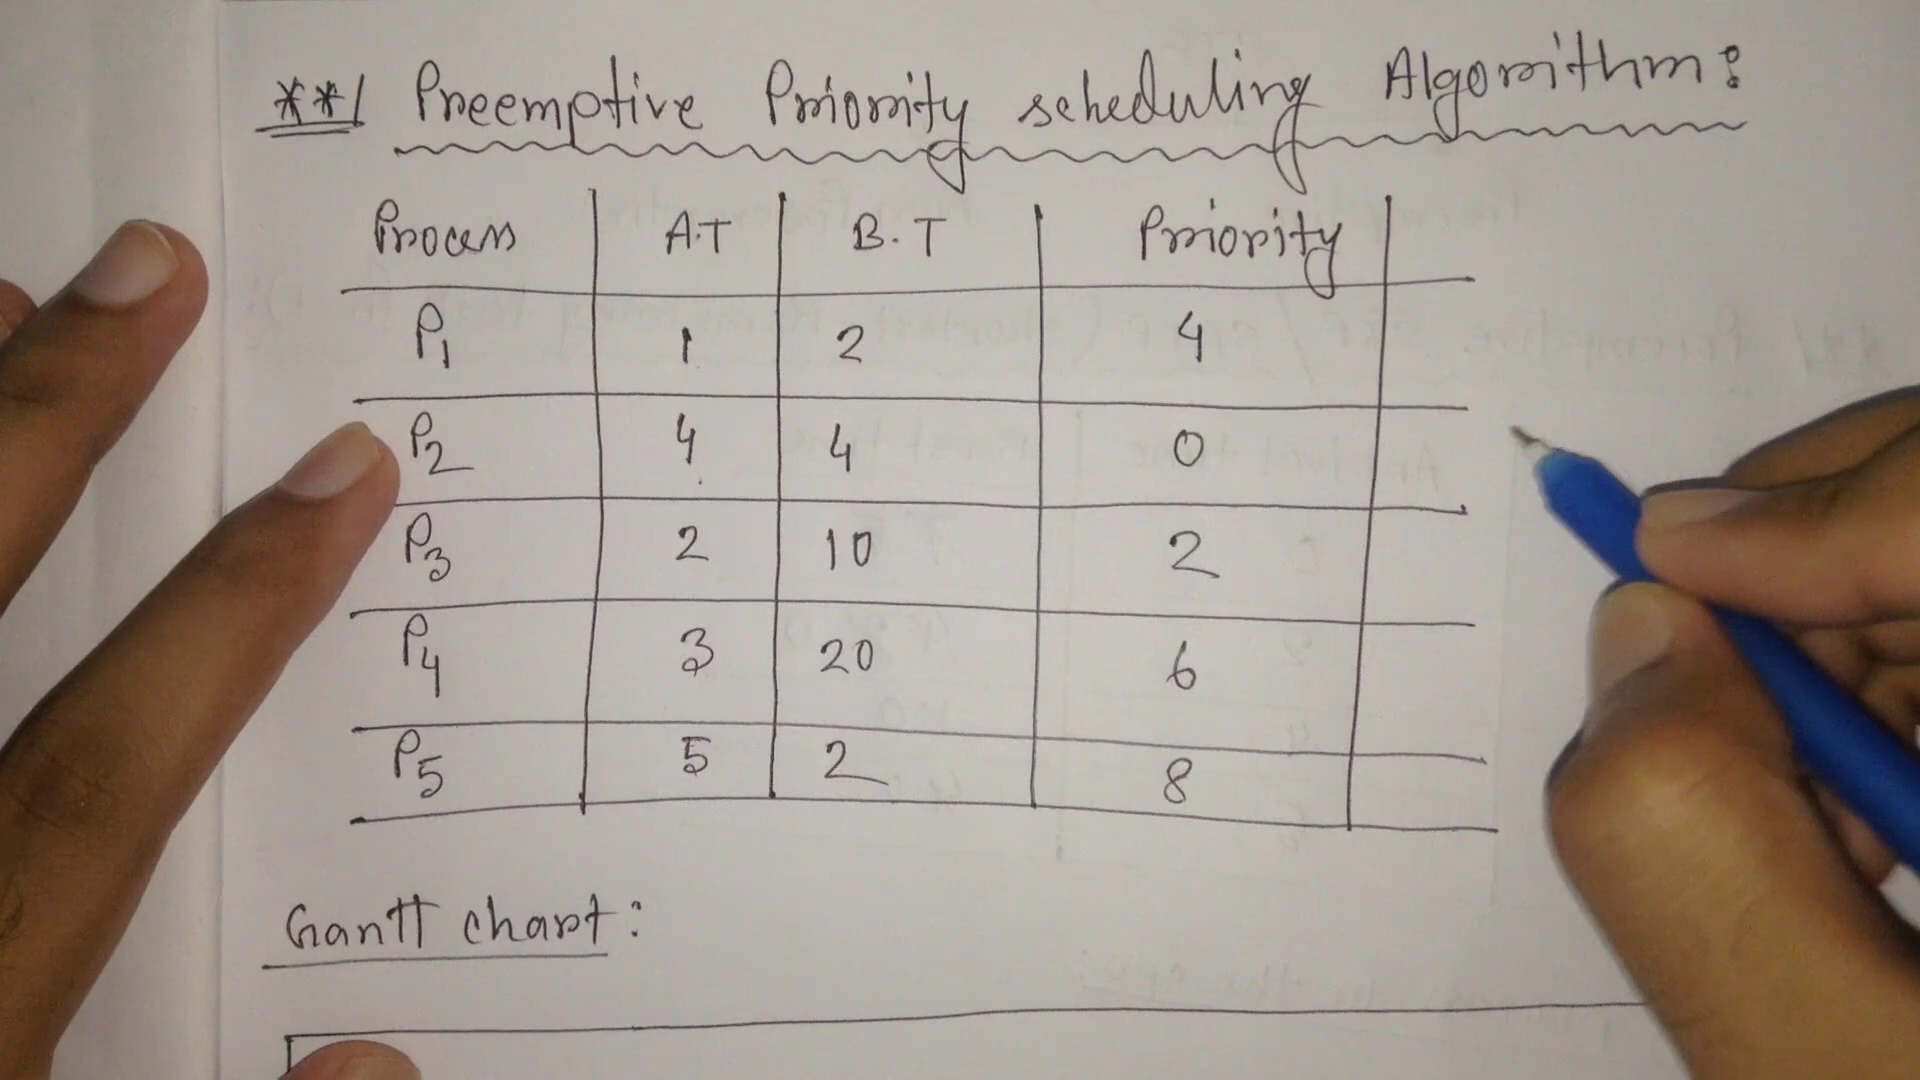 **/ Preemptive Priority scheduling Algorithm:
Process A.T B.T Priority
P1 1 2 4
P2 4 4 0
P3 2 10 2
P4 3 20 6
P5 5 2 8
Gantt chart: